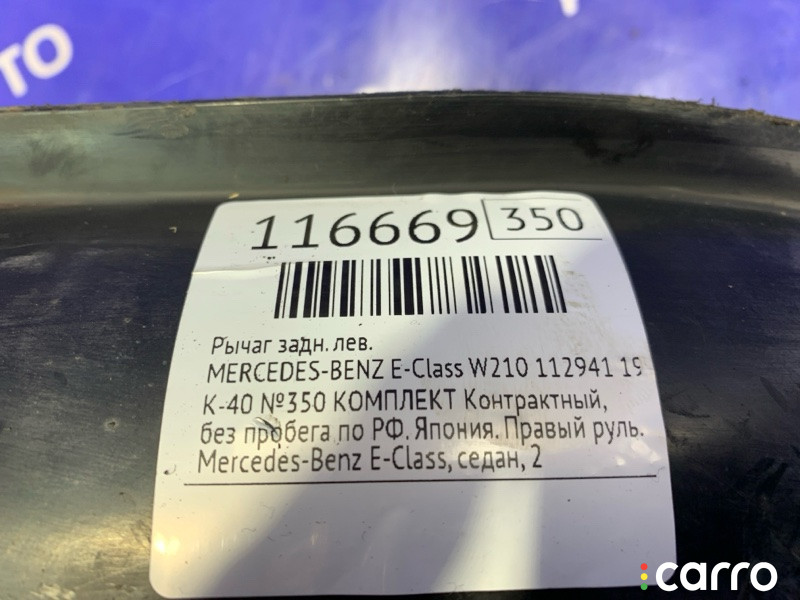 ТО
116669 350
Рычаг задн. лев.
MERCEDES-BENZ E-Class W210 112941 19
К-40 №350 КОМПЛЕКТ Контрактный,
без пробега по РФ. Япония. Правый руль.
Mercedes-Benz E-Class, седан, 2
carro